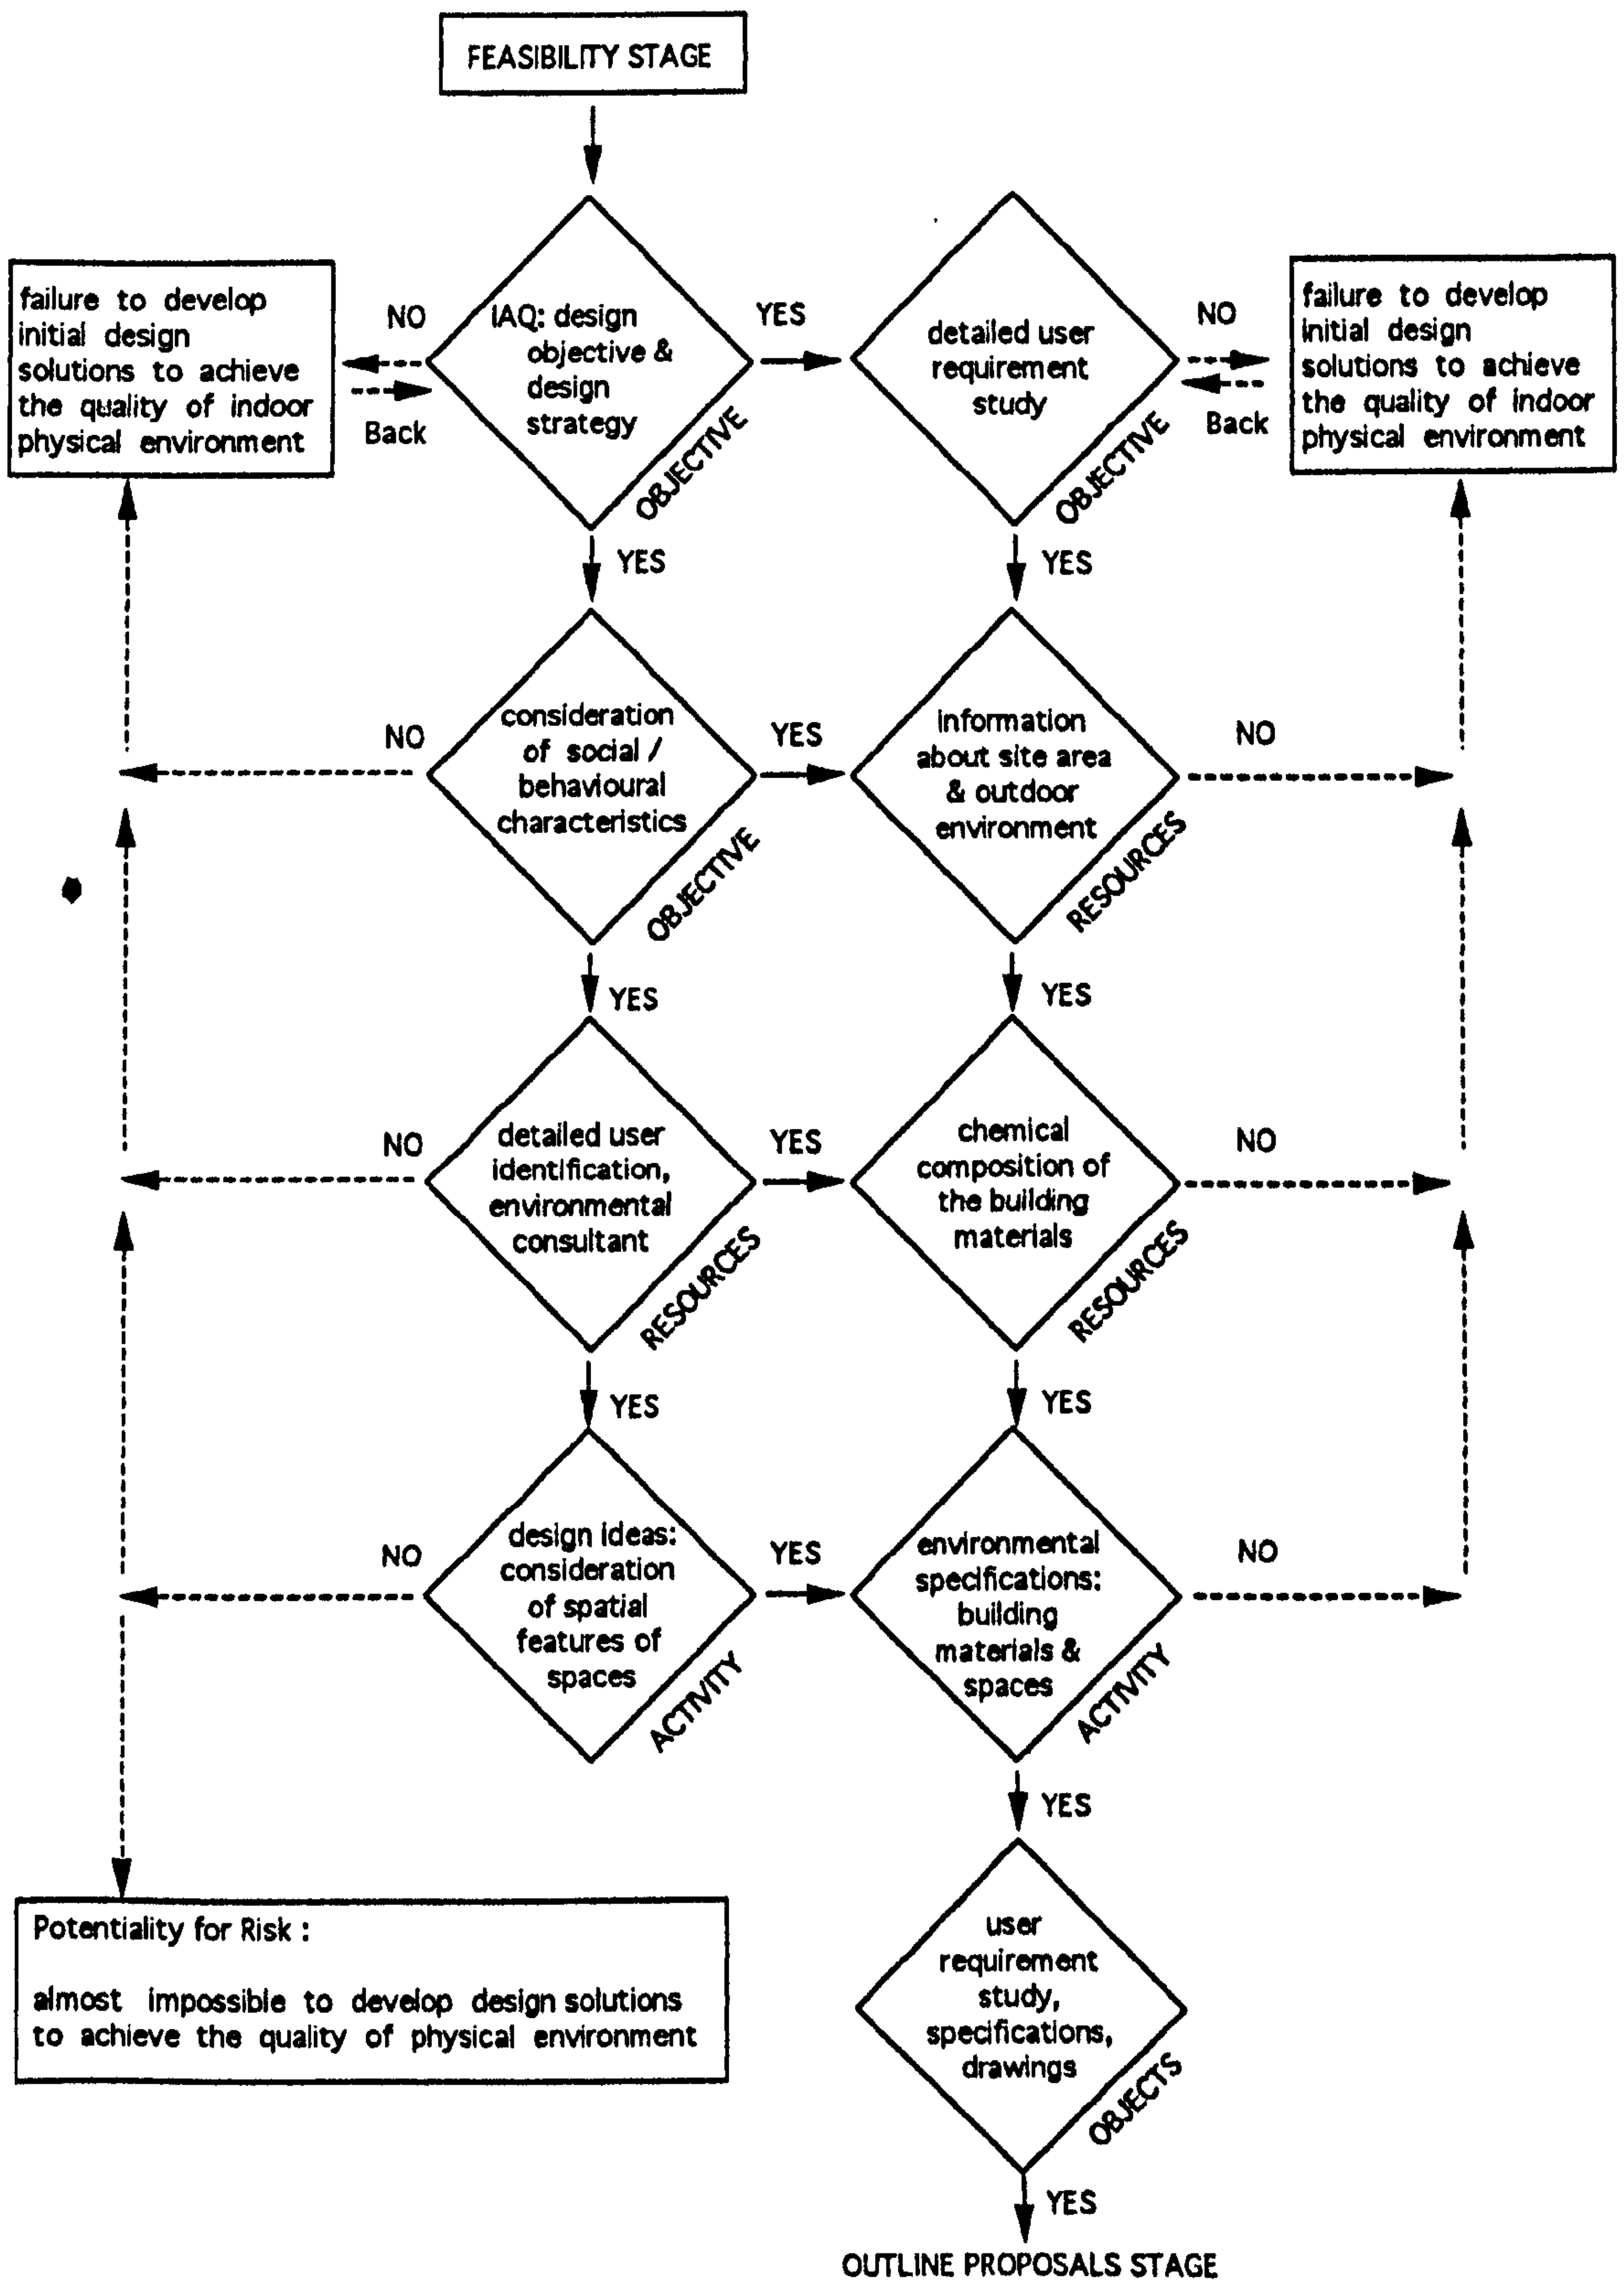 FEASIBILITY STAGE
failure to develop
initial design
solutions to achieve
the quality of indoor
physical environment
NO
Back
IAQ: design
objective &
design
strategy
OBJECTIVE
YES
detailed user
requirement
study
OBJECTIVE
NO
Back
failure to develop
initial design
solutions to achieve
the quality of indoor
physical environment
YES
YES
NO
consideration
of social /
behavioural
characteristics
OBJECTIVE
YES
information
about site area
& outdoor
environment
RESOURCES
NO
YES
YES
NO
detailed user
identification,
environmental
consultant
RESOURCES
YES
chemical
composition of
the building
materials
RESOURCES
NO
YES
YES
NO
design ideas:
consideration
of spatial
features of
spaces
ACTIVITY
YES
environmental
specifications:
building
materials &
spaces
ACTIVITY
NO
YES
Potentiality for Risk :
almost impossible to develop design solutions
to achieve the quality of physical environment
user
requirement
study,
specifications,
drawings
OBJECTS
YES
OUTLINE PROPOSALS STAGE